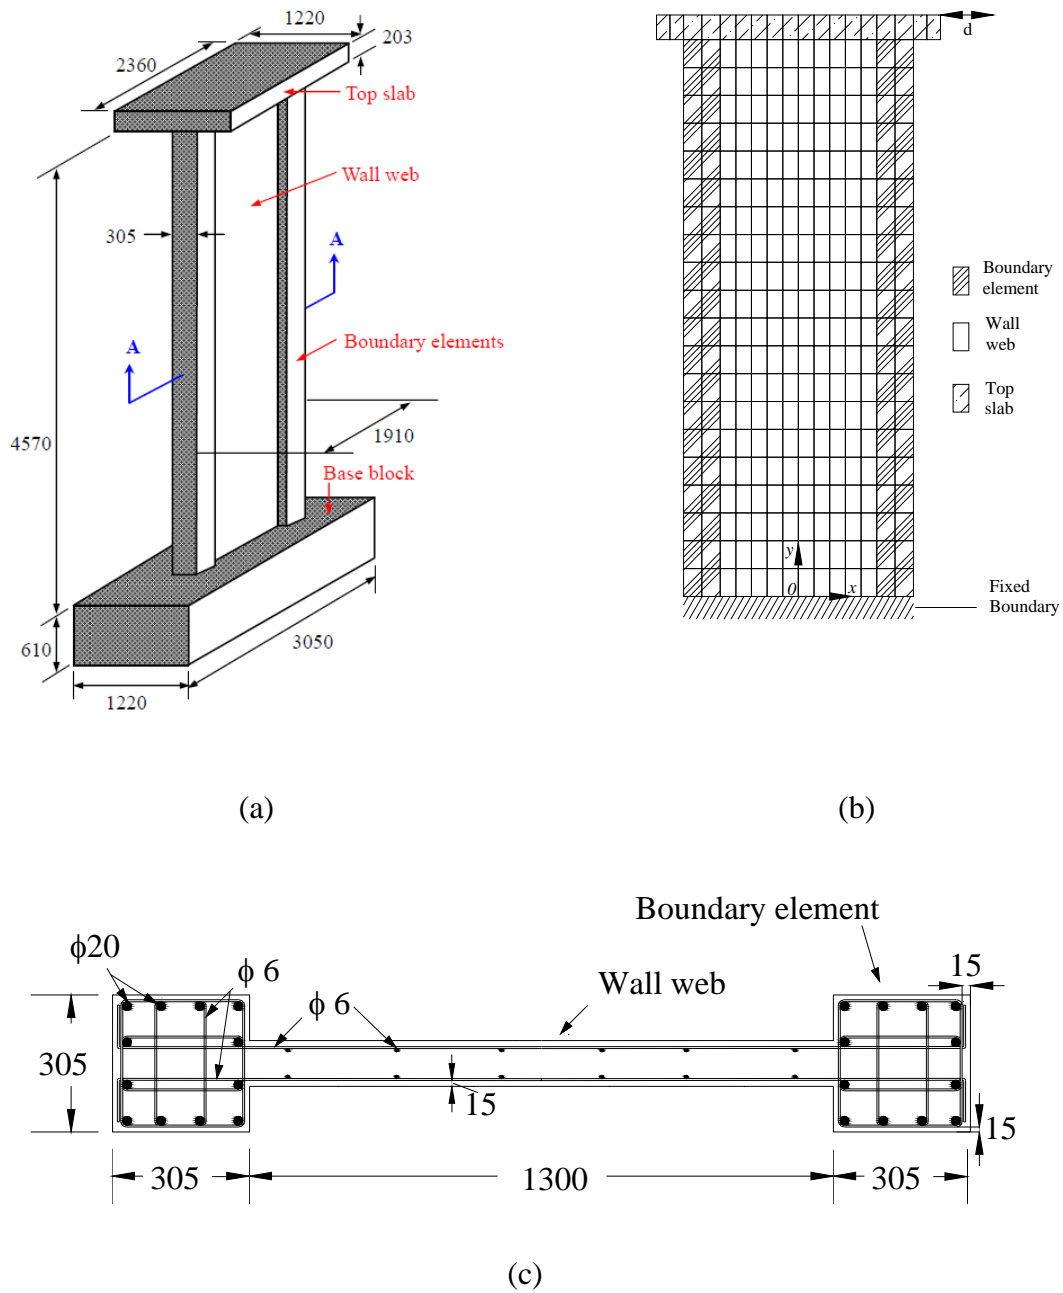 1220
203
2360
Top slab
Wall web
305
A
A
Boundary elements
4570
1910
Base block
610
3050
1220
(a)
d
Boundary
element
Wall
web
Top
slab
y
0
x
Fixed
Boundary
(b)
Boundary element
ϕ20
ϕ 6
Wall web
15
ϕ 6
305
15
15
305
1300
305
(c)